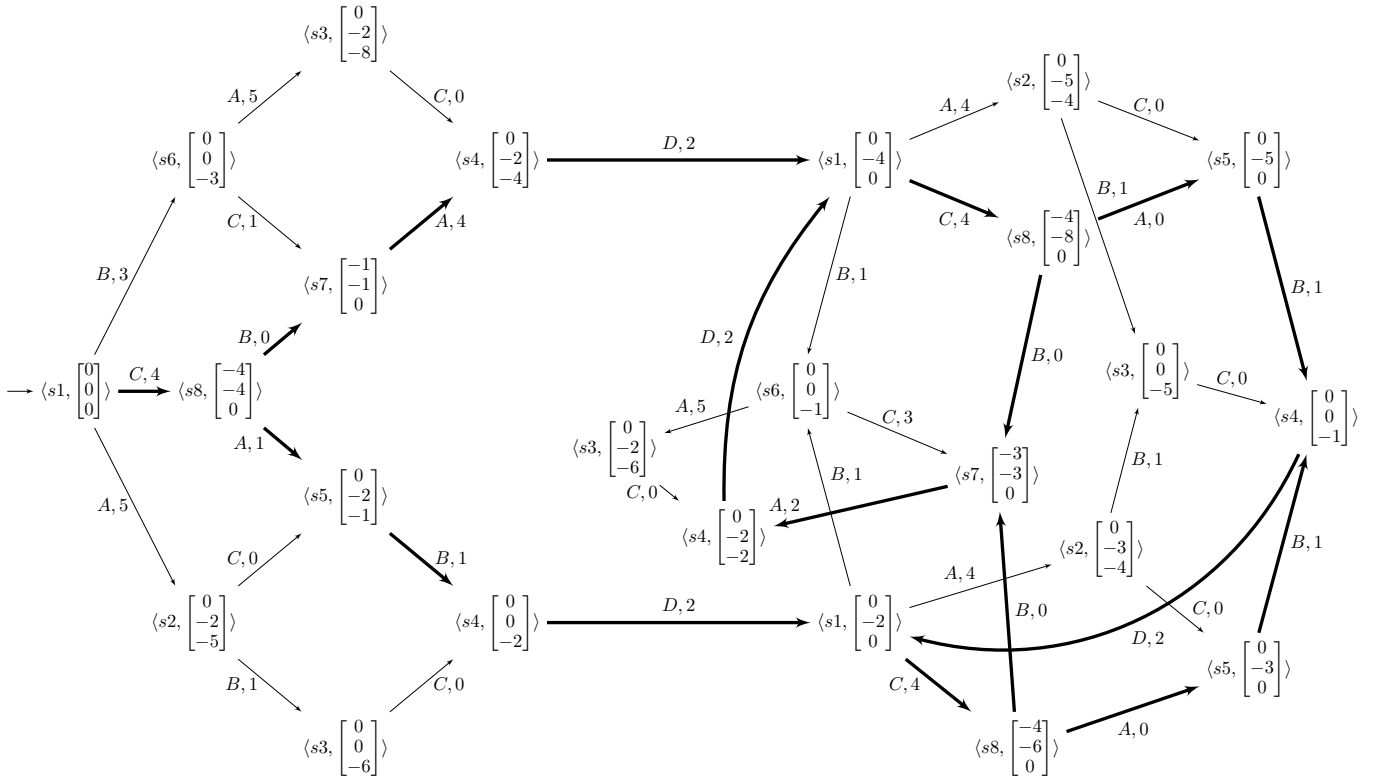 ⟨s3, [0 −2 −8]⟩
A, 5
C, 0
⟨s6, [0 0 −3]⟩
⟨s4, [0 −2 −4]⟩
D, 2
C, 1
A, 4
B, 3
⟨s7, [−1 −1 0]⟩
B, 0
⟨s1, [0 0 0]⟩
C, 4
⟨s8, [−4 −4 0]⟩
A, 1
⟨s5, [0 −2 −1]⟩
A, 5
C, 0
B, 1
⟨s2, [0 −2 −5]⟩
⟨s4, [0 0 −2]⟩
D, 2
B, 1
C, 0
⟨s3, [0 0 −6]⟩
⟨s2, [0 −5 −4]⟩
A, 4
C, 0
⟨s1, [0 −4 0]⟩
⟨s5, [0 −5 0]⟩
B, 1
C, 4
A, 0
⟨s8, [−4 −8 0]⟩
B, 1
B, 1
D, 2
B, 0
⟨s3, [0 0 −5]⟩
C, 0
⟨s6, [0 0 −1]⟩
A, 5
C, 3
⟨s4, [0 0 −1]⟩
⟨s3, [0 −2 −6]⟩
C, 0
B, 1
⟨s7, [−3 −3 0]⟩
B, 1
A, 2
⟨s4, [0 −2 −2]⟩
⟨s2, [0 −3 −4]⟩
B, 1
A, 4
B, 0
C, 0
⟨s1, [0 −2 0]⟩
D, 2
⟨s5, [0 −3 0]⟩
C, 4
A, 0
⟨s8, [−4 −6 0]⟩